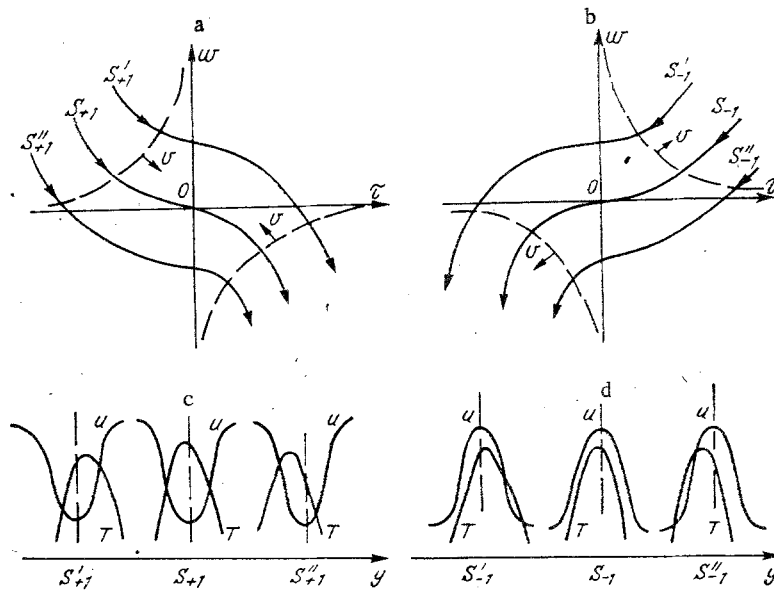 a
w
S'₊₁
S₊₁
S''₊₁
υ
0
τ
υ
b
w
S'₋₁
S₋₁
υ
S''₋₁
0
τ
υ
c
u
u
u
T
T
T
S'₊₁
S₊₁
S''₊₁
y
d
u
u
u
T
T
T
S'₋₁
S₋₁
S''₋₁
y